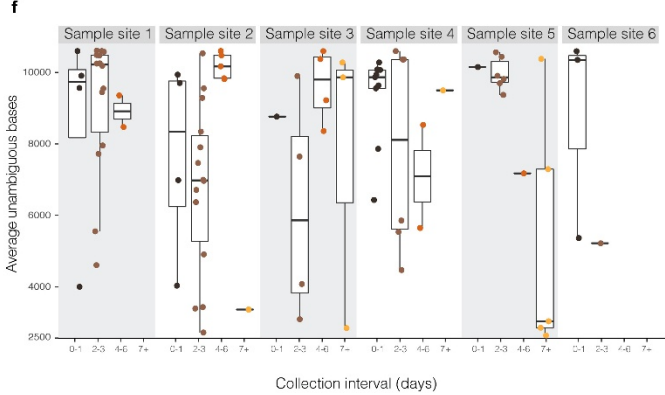 f
Sample site 1 Sample site 2 Sample site 3 Sample site 4 Sample site 5 Sample site 6
Average unambiguous bases
10000
8000
6000
4000
2500
0-1 2-3 4-6 7+ 0-1 2-3 4-6 7+ 0-1 2-3 4-6 7+ 0-1 2-3 4-6 7+ 0-1 2-3 4-6 7+ 0-1 2-3 4-6 7+
Collection interval (days)